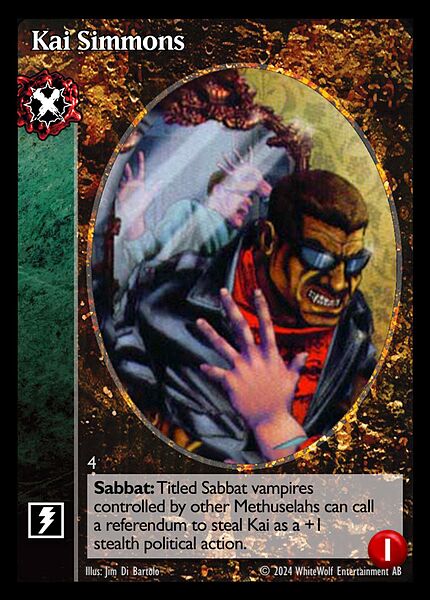 Kai Simmons
4
Sabbat: Titled Sabbat vampires
controlled by other Methuselahs can call
a referendum to steal Kai as a +1
stealth political action.
1
Illus: Jim Di Bartolo © 2024 WhiteWolf Entertainment AB